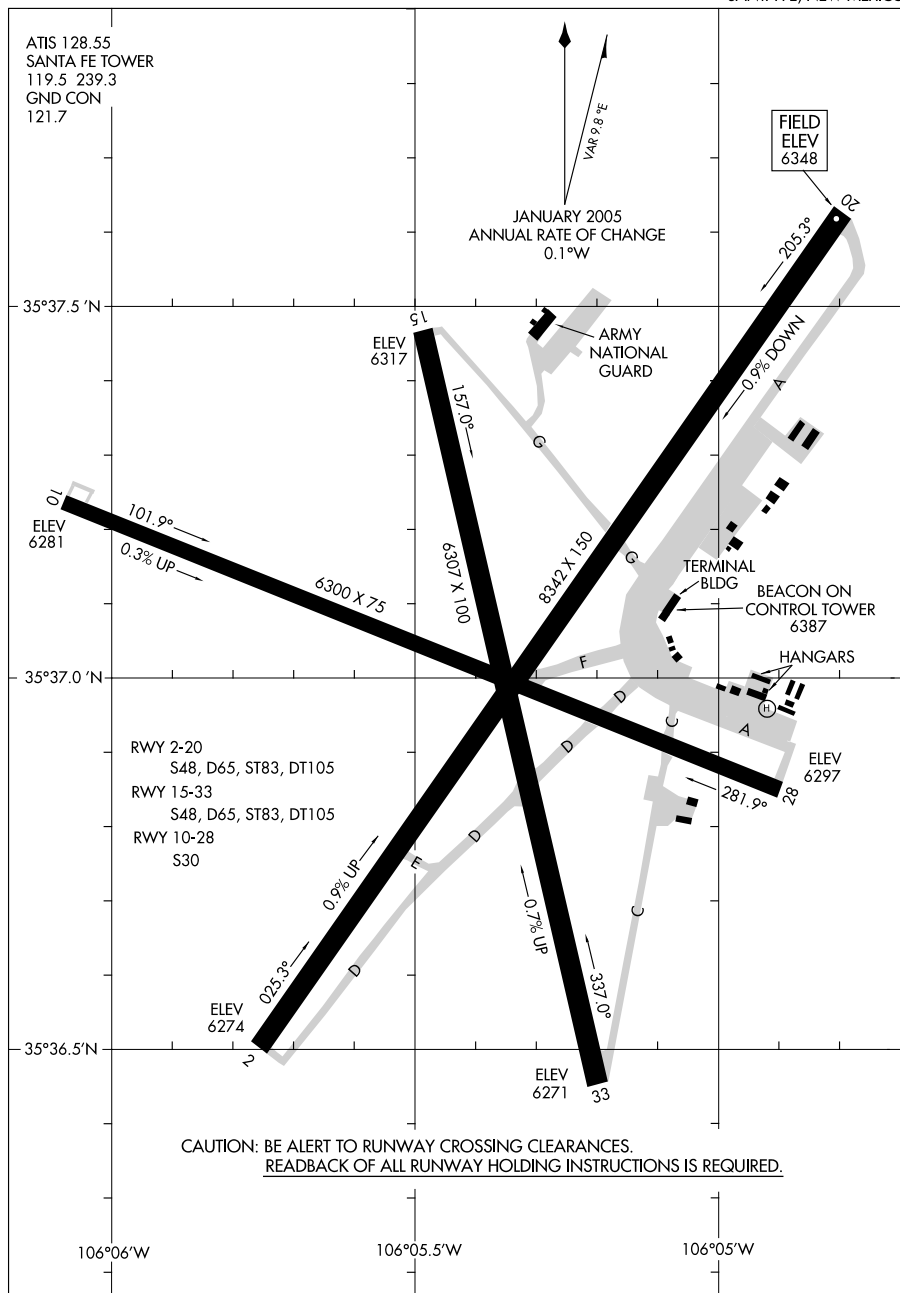 ATIS 128.55
SANTA FE TOWER
119.5 239.3
GND CON
121.7
VAR 9.8 °E
JANUARY 2005
ANNUAL RATE OF CHANGE
0.1°W
FIELD
ELEV
6348
20
205.3°
0.9% DOWN
A
35°37.5 'N
15
ELEV
6317
157.0°
ARMY
NATIONAL
GUARD
G
10
ELEV
6281
101.9°
0.3% UP
6300 X 75
6307 X 100
8342 X 150
G
TERMINAL
BLDG
BEACON ON
CONTROL TOWER
6387
HANGARS
H
35°37.0 'N
F
D
D
C
A
ELEV
6297
28
281.9°
RWY 2-20
S48, D65, ST83, DT105
RWY 15-33
S48, D65, ST83, DT105
RWY 10-28
S30
D
E
0.9% UP
0.7% UP
C
D
025.3°
337.0°
ELEV
6274
2
35°36.5'N
ELEV
6271
33
CAUTION: BE ALERT TO RUNWAY CROSSING CLEARANCES.
READBACK OF ALL RUNWAY HOLDING INSTRUCTIONS IS REQUIRED.
106°06'W
106°05.5'W
106°05'W